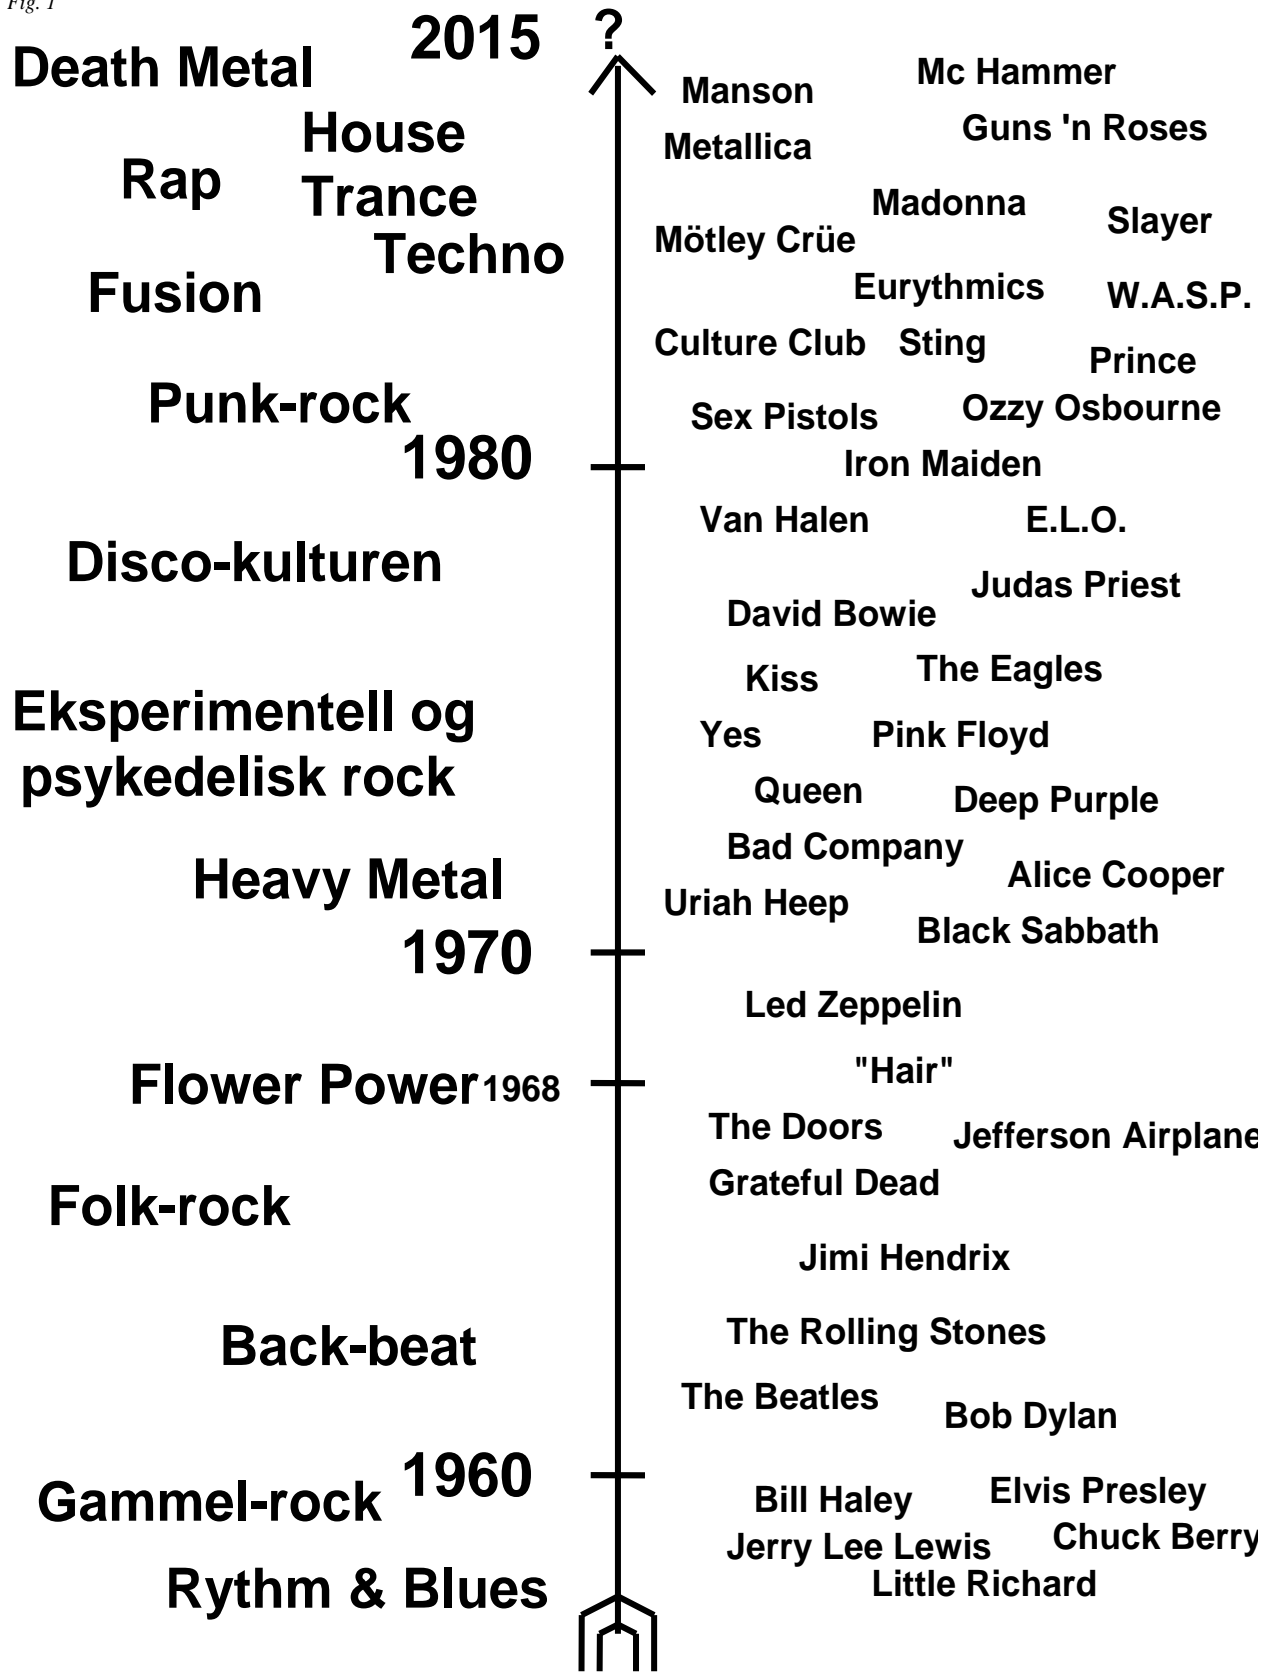 Fig. 1
2015 ?
Death Metal
Manson
Mc Hammer
House
Metallica
Guns 'n Roses
Rap
Trance
Madonna
Slayer
Techno
Mötley Crüe
Fusion
Eurythmics
W.A.S.P.
Culture Club
Sting
Prince
Punk-rock
Sex Pistols
Ozzy Osbourne
1980
Iron Maiden
Van Halen
E.L.O.
Disco-kulturen
Judas Priest
David Bowie
Kiss
The Eagles
Eksperimentell og
Yes
Pink Floyd
psykedelisk rock
Queen
Deep Purple
Bad Company
Heavy Metal
Alice Cooper
Uriah Heep
Black Sabbath
1970
Led Zeppelin
"Hair"
Flower Power 1968
The Doors
Jefferson Airplane
Grateful Dead
Folk-rock
Jimi Hendrix
The Rolling Stones
Back-beat
The Beatles
Bob Dylan
1960
Gammel-rock
Bill Haley
Elvis Presley
Jerry Lee Lewis
Chuck Berry
Rythm & Blues
Little Richard